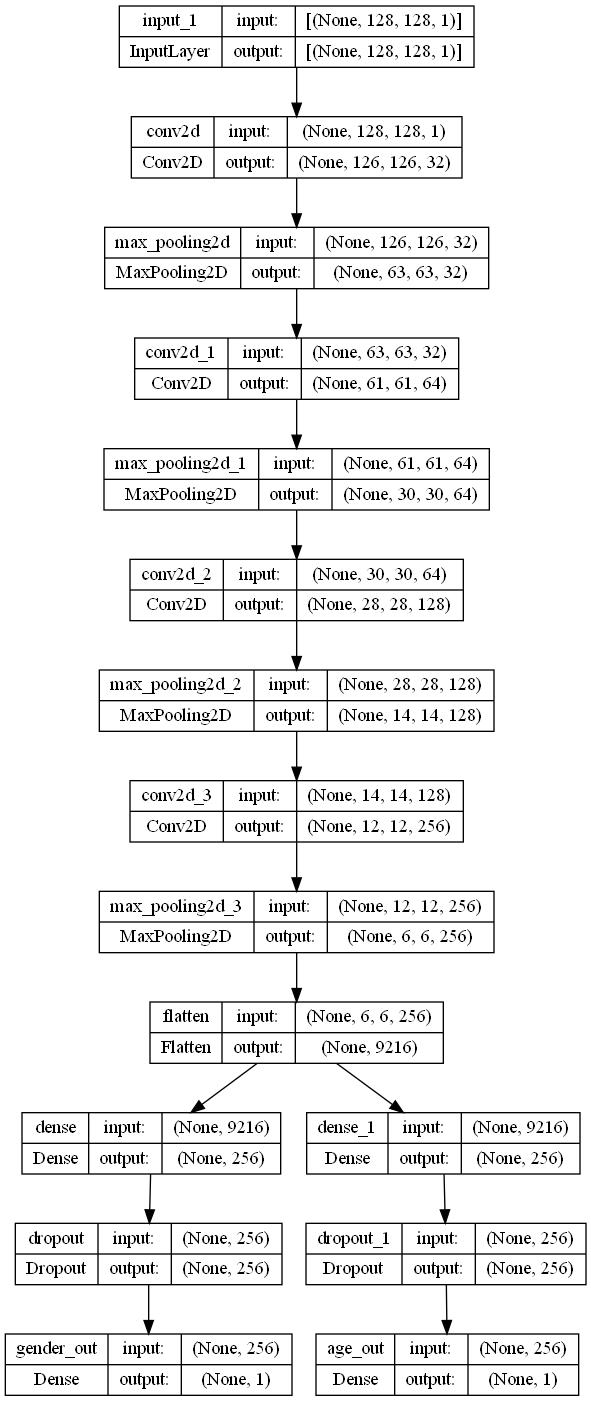 input_1 input: [(None, 128, 128, 1)]
InputLayer output: [(None, 128, 128, 1)]
conv2d input: (None, 128, 128, 1)
Conv2D output: (None, 126, 126, 32)
max_pooling2d input: (None, 126, 126, 32)
MaxPooling2D output: (None, 63, 63, 32)
conv2d_1 input: (None, 63, 63, 32)
Conv2D output: (None, 61, 61, 64)
max_pooling2d_1 input: (None, 61, 61, 64)
MaxPooling2D output: (None, 30, 30, 64)
conv2d_2 input: (None, 30, 30, 64)
Conv2D output: (None, 28, 28, 128)
max_pooling2d_2 input: (None, 28, 28, 128)
MaxPooling2D output: (None, 14, 14, 128)
conv2d_3 input: (None, 14, 14, 128)
Conv2D output: (None, 12, 12, 256)
max_pooling2d_3 input: (None, 12, 12, 256)
MaxPooling2D output: (None, 6, 6, 256)
flatten input: (None, 6, 6, 256)
Flatten output: (None, 9216)
dense input: (None, 9216)
Dense output: (None, 256)
dense_1 input: (None, 9216)
Dense output: (None, 256)
dropout input: (None, 256)
Dropout output: (None, 256)
dropout_1 input: (None, 256)
Dropout output: (None, 256)
gender_out input: (None, 256)
Dense output: (None, 1)
age_out input: (None, 256)
Dense output: (None, 1)